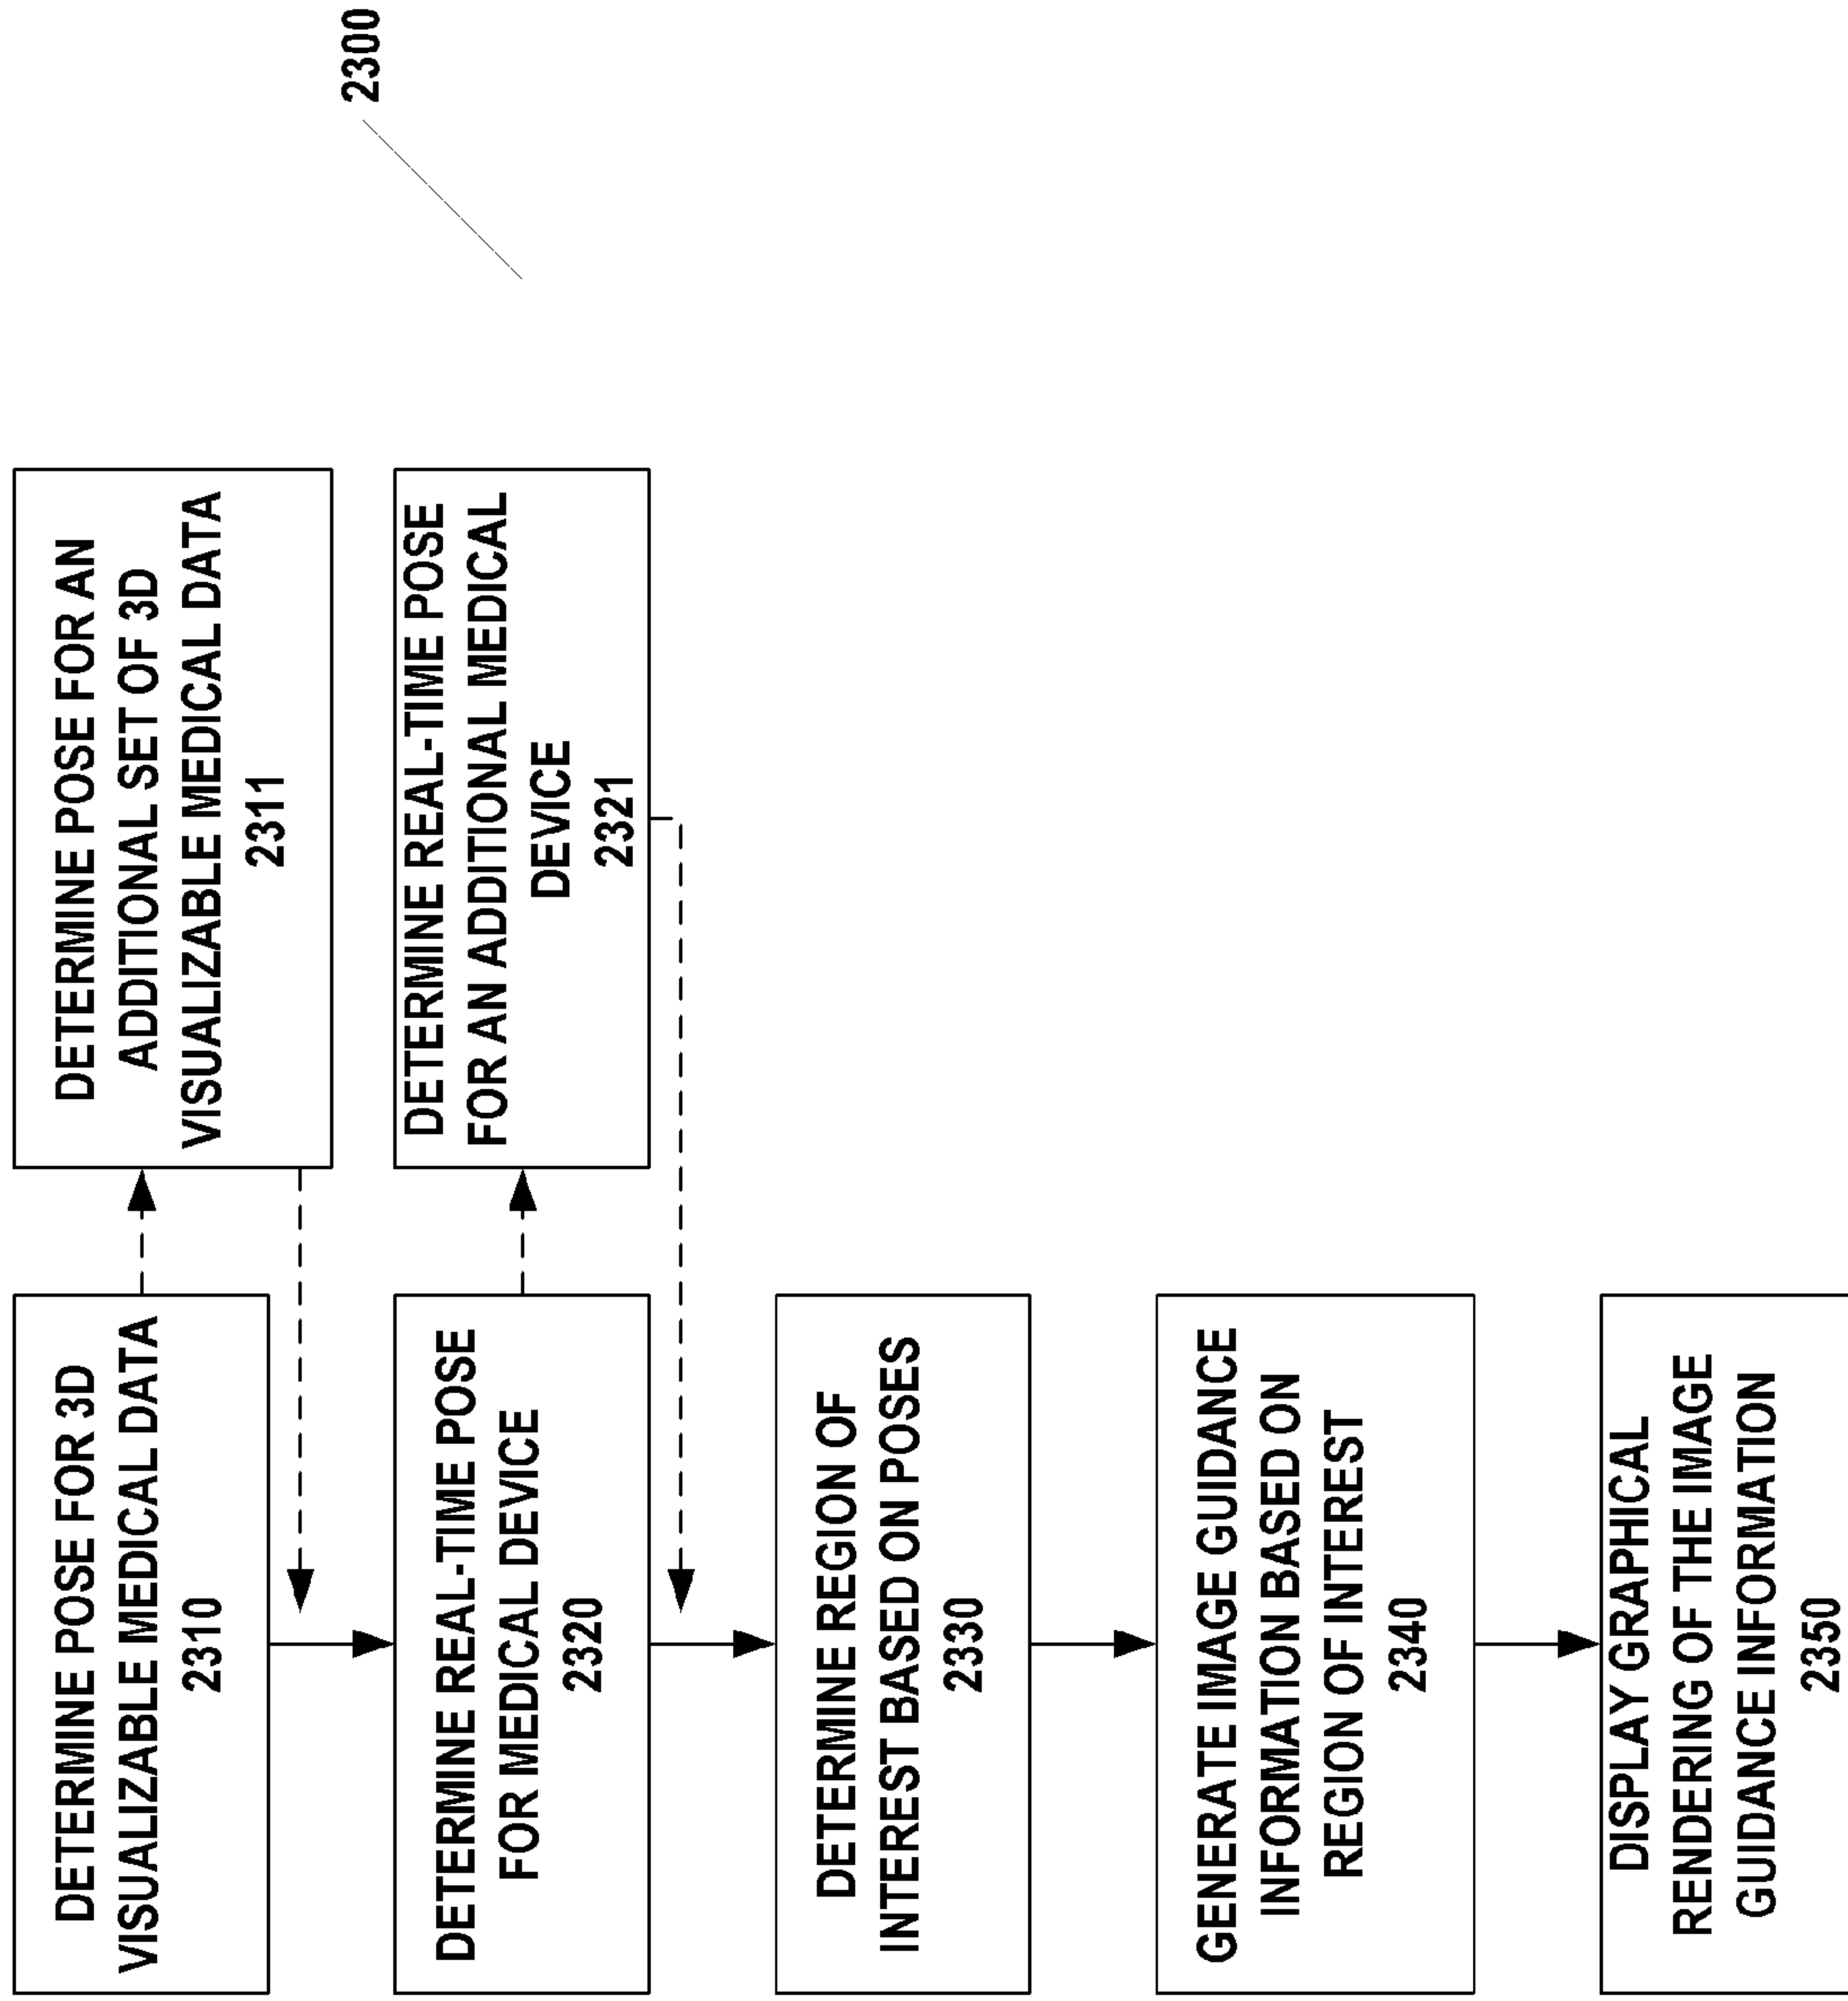 2300
DETERMINE POSE FOR 3D
VISUALIZABLE MEDICAL DATA
2310
DETERMINE POSE FOR AN
ADDITIONAL SET OF 3D
VISUALIZABLE MEDICAL DATA
2311
DETERMINE REAL-TIME POSE
FOR MEDICAL DEVICE
2320
DETERMINE REAL-TIME POSE
FOR AN ADDITIONAL MEDICAL
DEVICE
2321
DETERMINE REGION OF
INTEREST BASED ON POSES
2330
GENERATE IMAGE GUIDANCE
INFORMATION BASED ON
REGION OF INTEREST
2340
DISPLAY GRAPHICAL
RENDERING OF THE IMAGE
GUIDANCE INFORMATION
2350